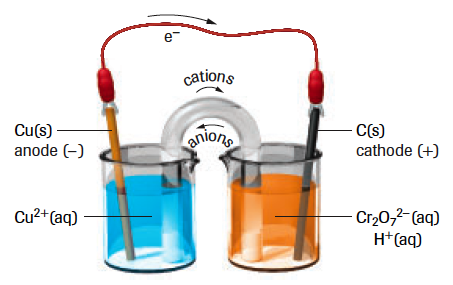 e⁻
cations
anions
Cu(s)
anode (–)
C(s)
cathode (+)
Cu²⁺(aq)
Cr₂O₇²⁻(aq)
H⁺(aq)